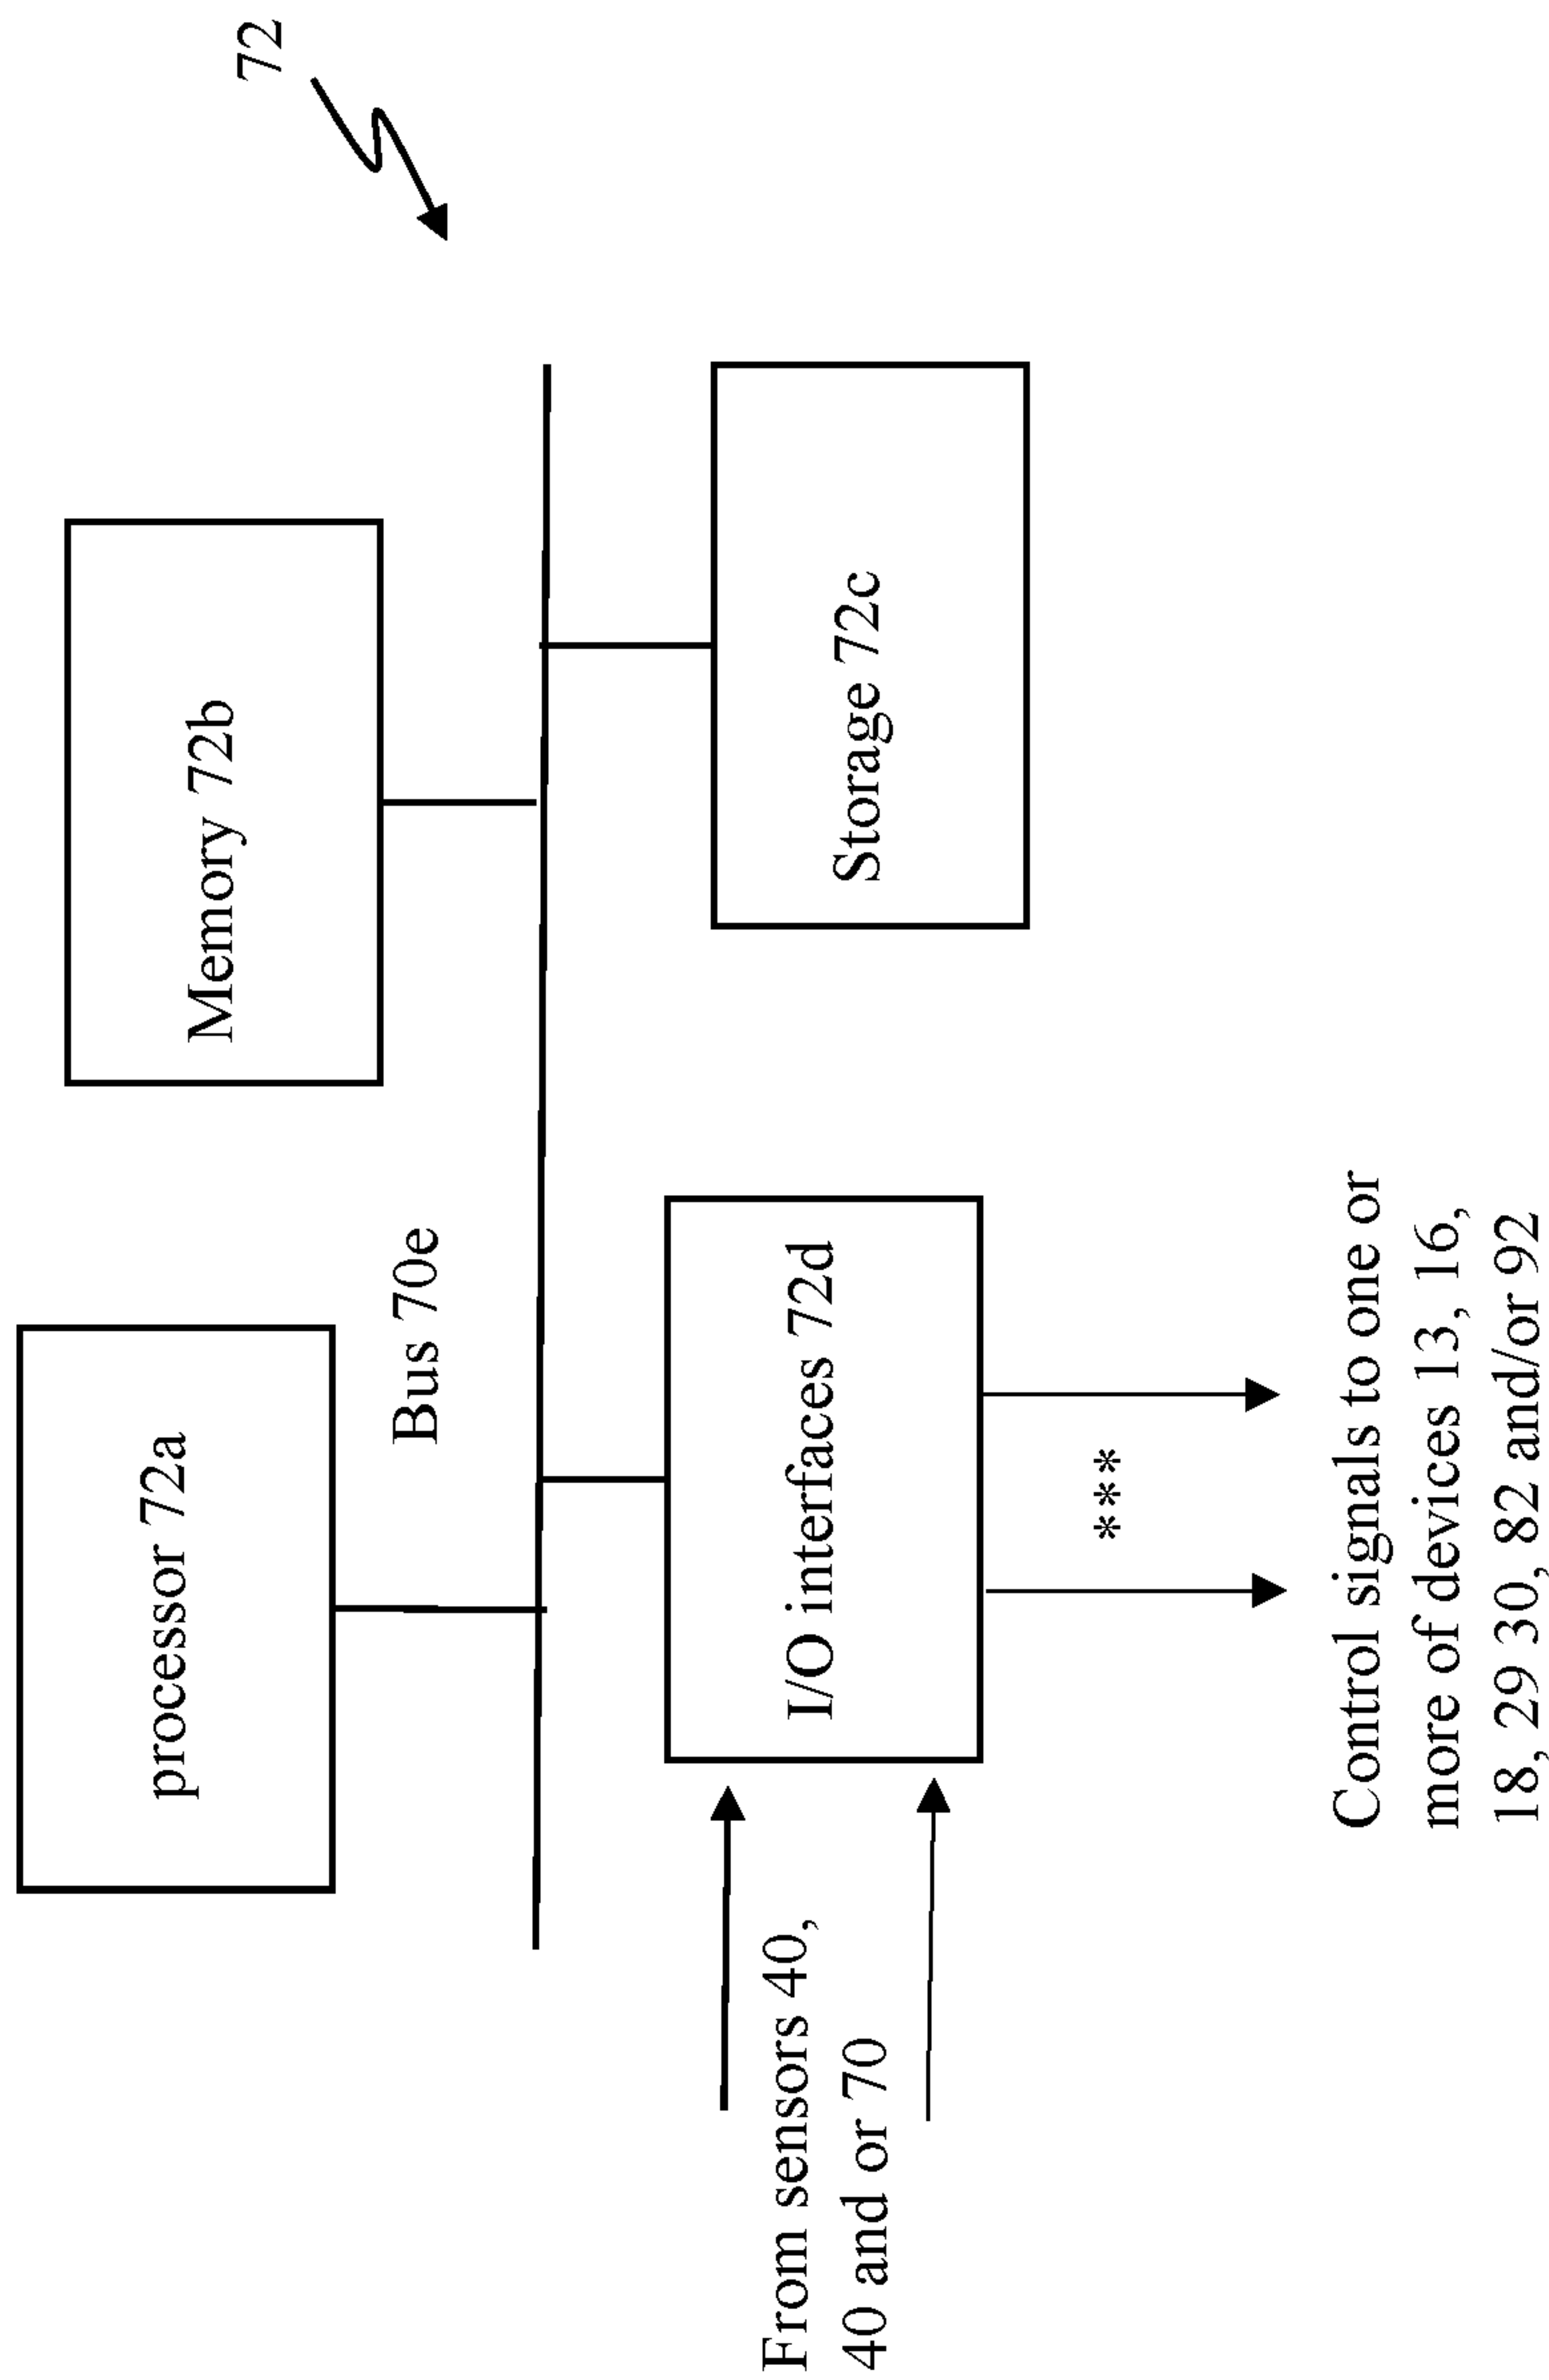 72
processor 72a
Memory 72b
Bus 70e
I/O interfaces 72d
Storage 72c
From sensors 40,
40 and or 70
***
Control signals to one or
more of devices 13, 16,
18, 29 30, 82 and/or 92